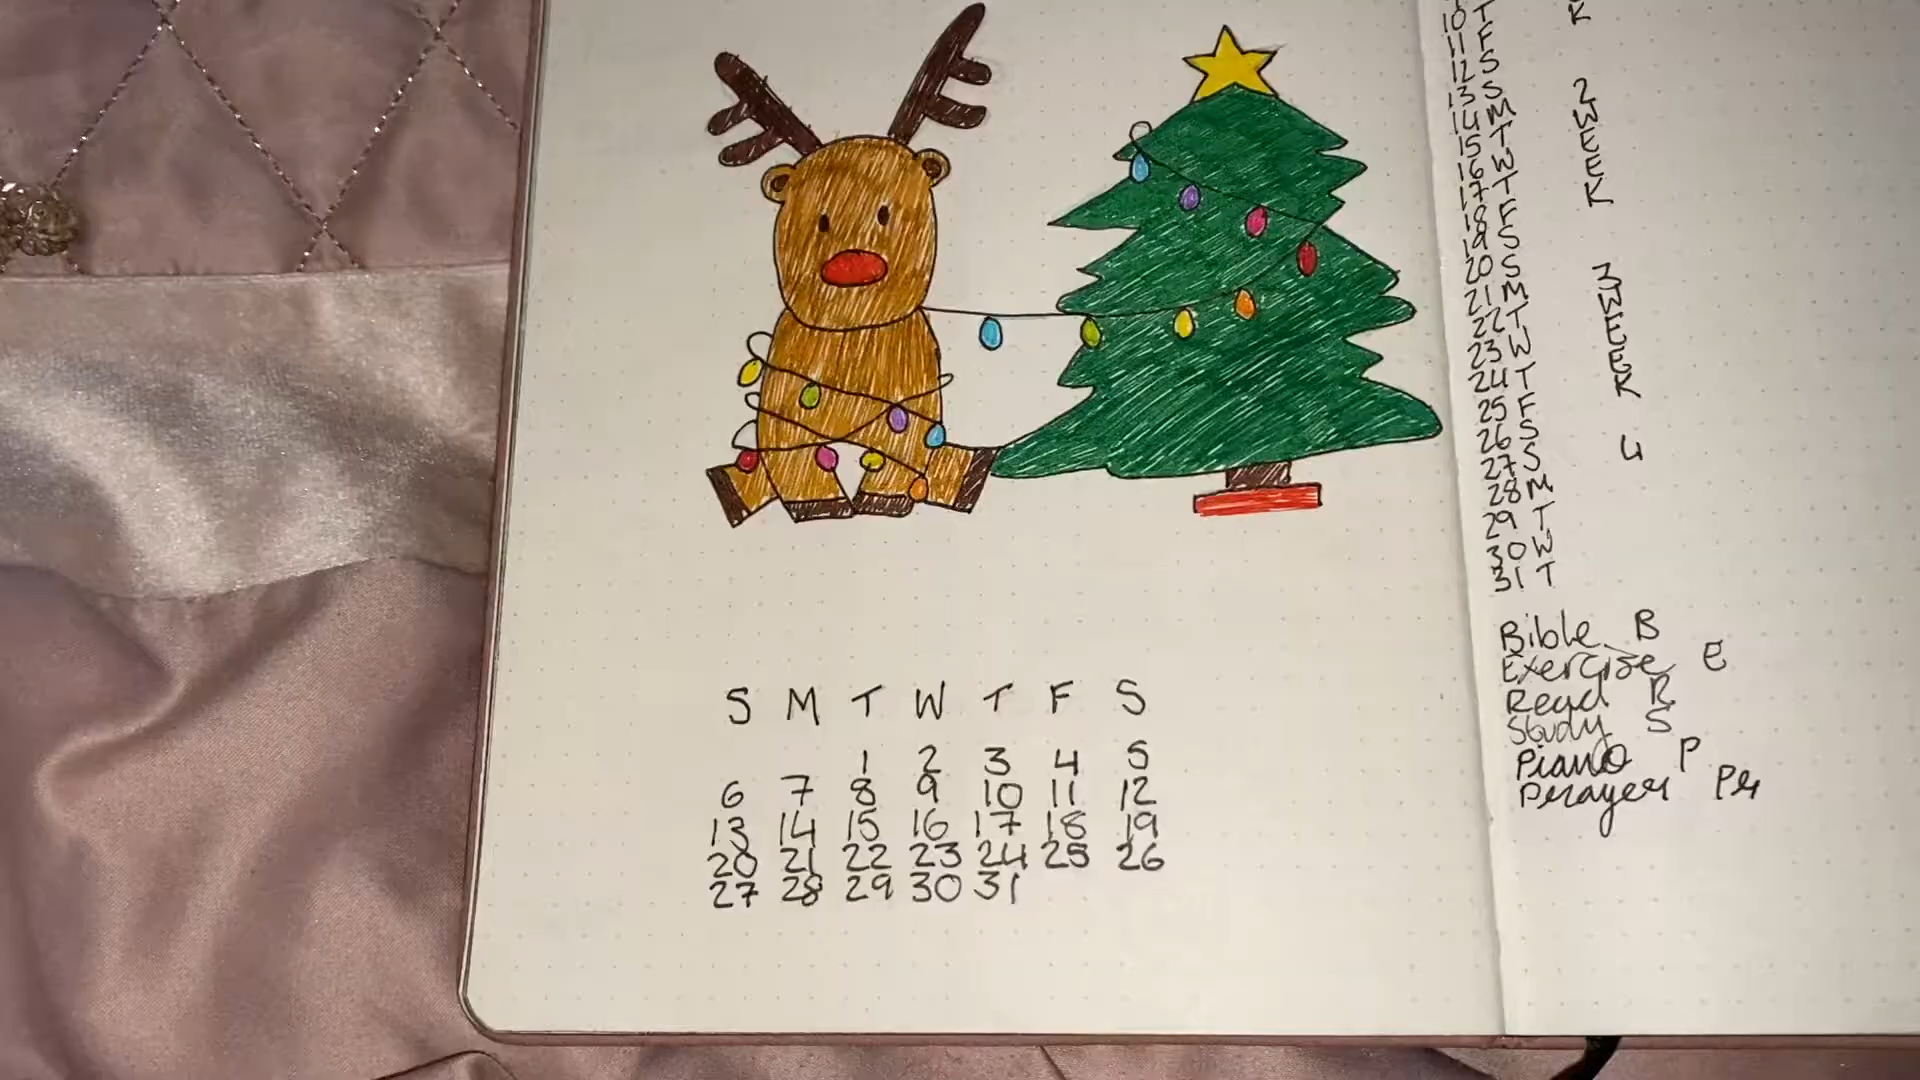 S M T W T F S
1 2 3 4 5
6 7 8 9 10 11 12
13 14 15 16 17 18 19
20 21 22 23 24 25 26
27 28 29 30 31
10 T
11 F
12 S
13 S
14 M
15 T
16 W
17 T
18 F
19 S
20 S
21 M
22 T
23 W
24 T
25 F
26 S
27 S
28 M
29 T
30 W
31 T
K
2
WEEK
3
WEEK
4
Bible B
Exercise E
Read R
Study S
Piano P
Prayer Pr